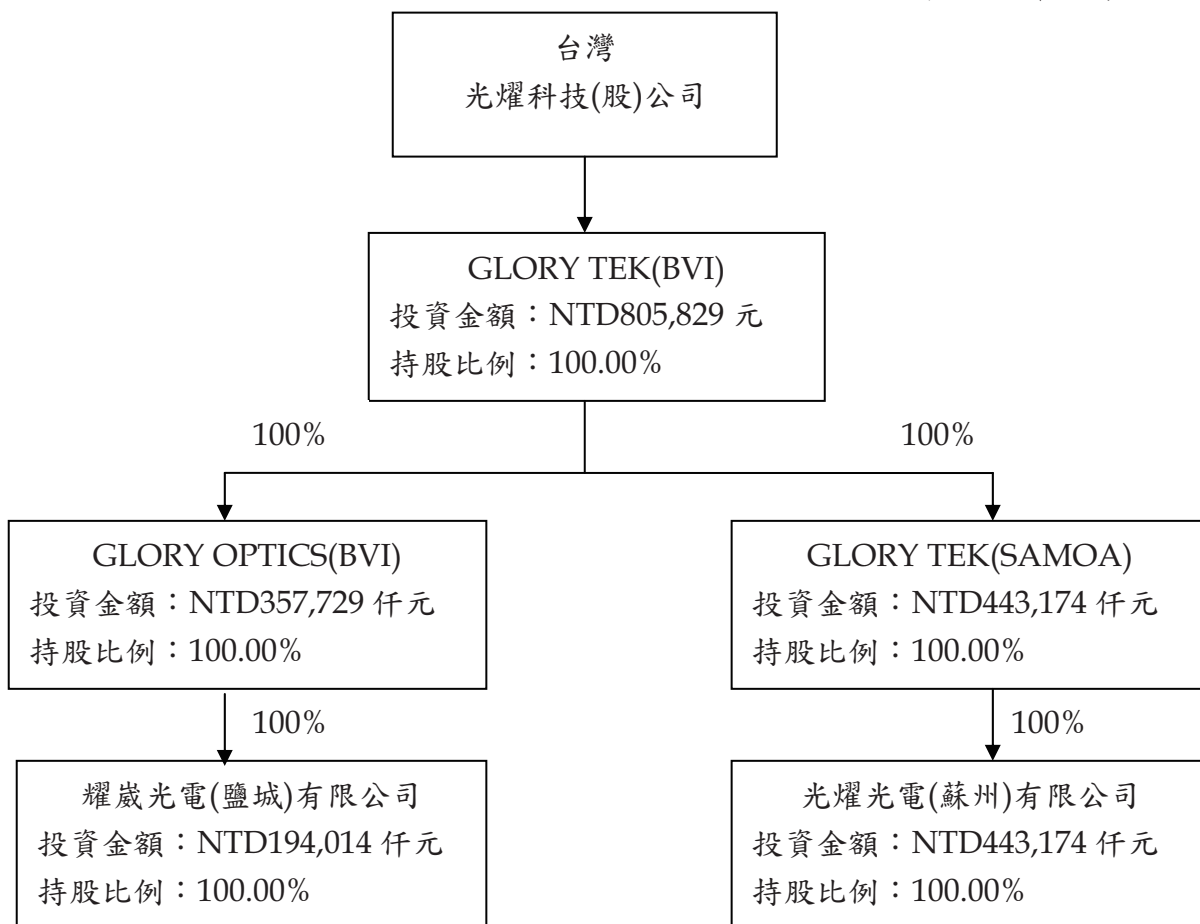 台灣
光燿科技(股)公司
GLORY TEK(BVI)
投資金額：NTD805,829 元
持股比例：100.00%
100%
100%
GLORY OPTICS(BVI)
投資金額：NTD357,729 仟元
持股比例：100.00%
GLORY TEK(SAMOA)
投資金額：NTD443,174 仟元
持股比例：100.00%
100%
100%
耀崴光電(鹽城)有限公司
投資金額：NTD194,014 仟元
持股比例：100.00%
光燿光電(蘇州)有限公司
投資金額：NTD443,174 仟元
持股比例：100.00%